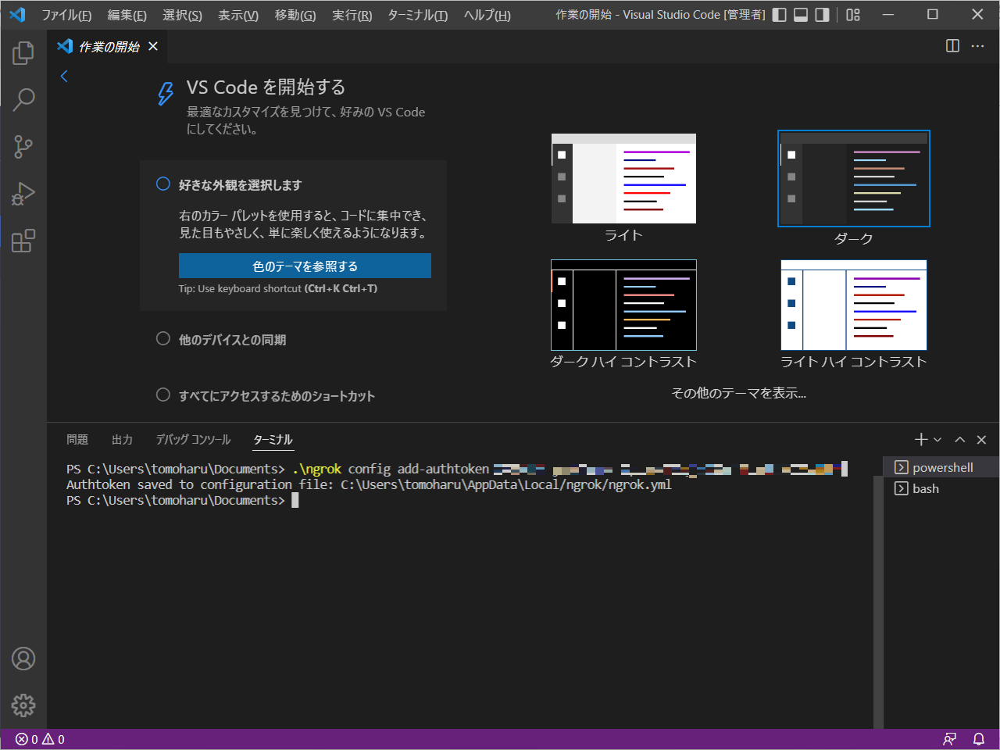 ファイル(F) 編集(E) 選択(S) 表示(V) 移動(G) 実行(R) ターミナル(T) ヘルプ(H) 作業の開始 - Visual Studio Code [管理者]
作業の開始
VS Code を開始する
最適なカスタマイズを見つけて、好みの VS Code
にしてください。
好きな外観を選択します
右のカラー パレットを使用すると、コードに集中でき、
見た目もやさしく、単に楽しく使えるようになります。
色のテーマを参照する
Tip: Use keyboard shortcut (Ctrl+K Ctrl+T)
他のデバイスとの同期
すべてにアクセスするためのショートカット
ライト
ダーク
ダーク ハイ コントラスト
ライト ハイ コントラスト
その他のテーマを表示...
問題 出力 デバッグ コンソール ターミナル
PS C:\Users\tomoharu\Documents> .\ngrok config add-authtoken
Authtoken saved to configuration file: C:\Users\tomoharu\AppData\Local/ngrok/ngrok.yml
PS C:\Users\tomoharu\Documents>
powershell
bash
0 0